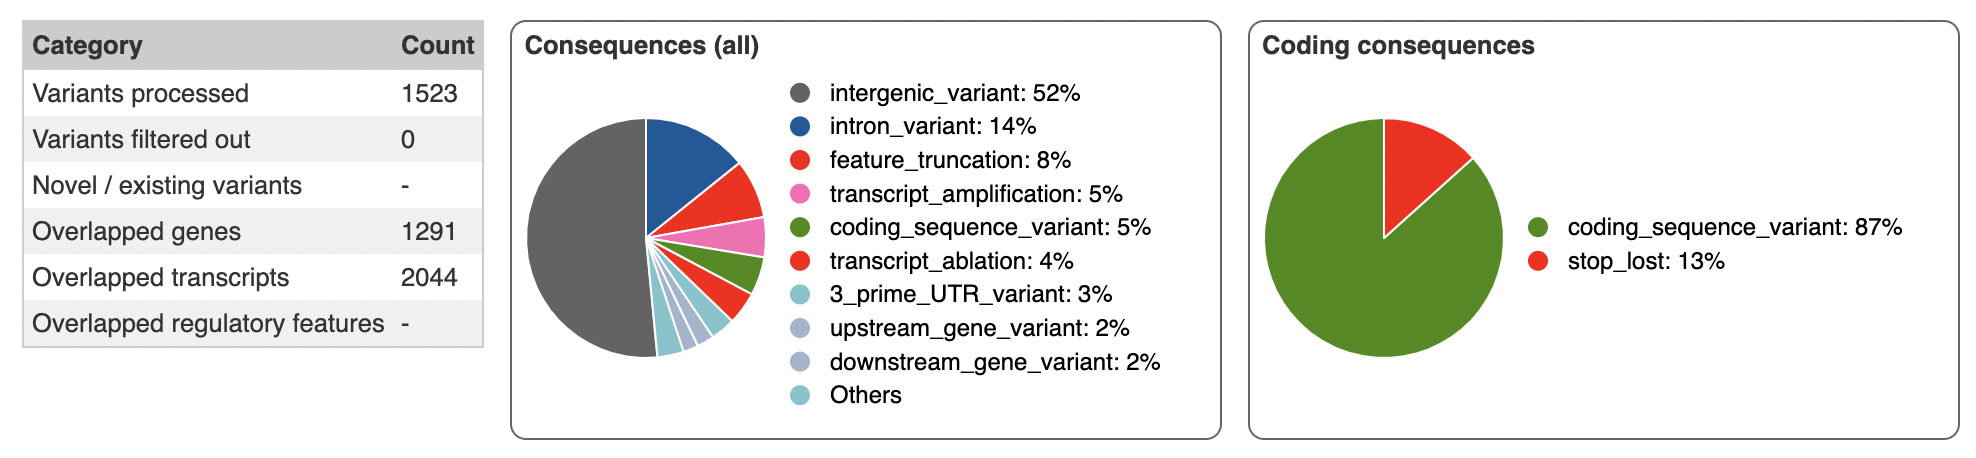 Category Count
Variants processed 1523
Variants filtered out 0
Novel / existing variants -
Overlapped genes 1291
Overlapped transcripts 2044
Overlapped regulatory features -
Consequences (all)
intergenic_variant: 52%
intron_variant: 14%
feature_truncation: 8%
transcript_amplification: 5%
coding_sequence_variant: 5%
transcript_ablation: 4%
3_prime_UTR_variant: 3%
upstream_gene_variant: 2%
downstream_gene_variant: 2%
Others
Coding consequences
coding_sequence_variant: 87%
stop_lost: 13%